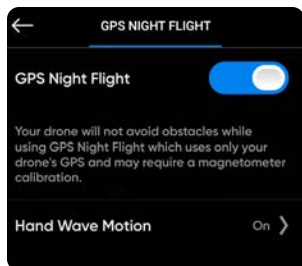 GPS NIGHT FLIGHT
GPS Night Flight
Your drone will not avoid obstacles while
using GPS Night Flight which uses only your
drone's GPS and may require a magnetometer
calibration.
Hand Wave Motion On